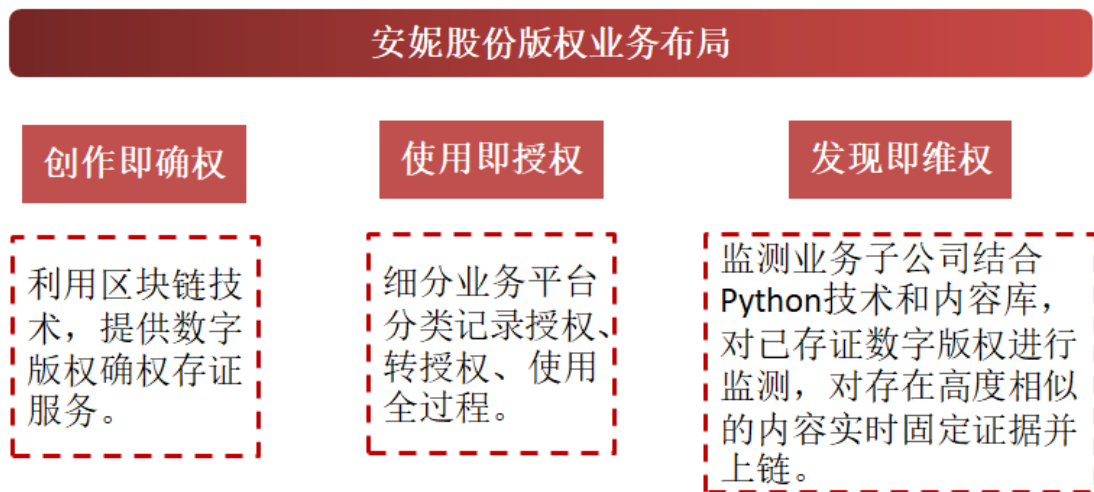 安妮股份版权业务布局
创作即确权
利用区块链技
术，提供数字
版权确权存证
服务。
使用即授权
细分业务平台
分类记录授权、
转授权、使用
全过程。
发现即维权
监测业务子公司结合
Python技术和内容库，
对已存证数字版权进行
监测，对存在高度相似
的内容实时固定证据并
上链。